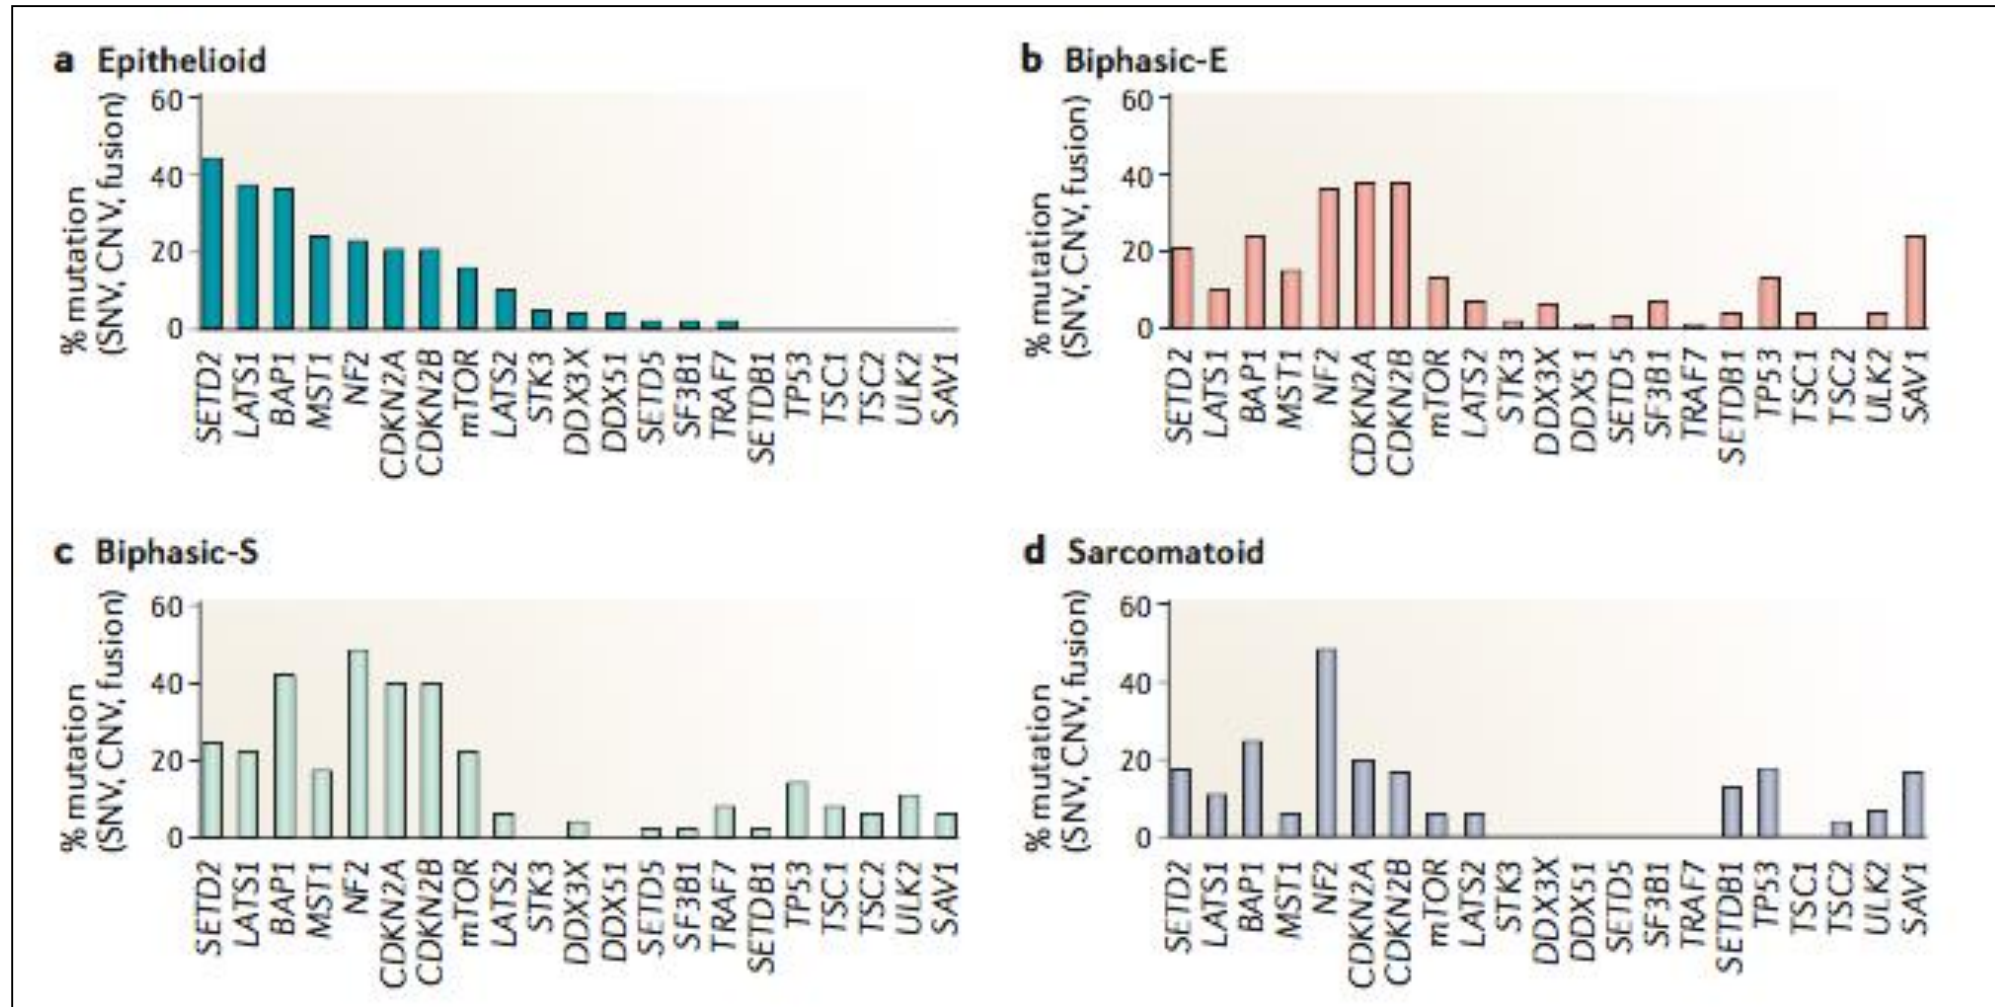 a Epithelioid
% mutation
(SNV, CNV, fusion)
60
40
20
0
SETD2
LATS1
BAP1
MST1
NF2
CDKN2A
CDKN2B
mTOR
LATS2
STK3
DDX3X
DDX51
SETD5
SF3B1
TRAF7
SETDB1
TP53
TSC1
TSC2
ULK2
SAV1
b Biphasic-E
% mutation
(SNV, CNV, fusion)
60
40
20
0
SETD2
LATS1
BAP1
MST1
NF2
CDKN2A
CDKN2B
mTOR
LATS2
STK3
DDX3X
DDX51
SETD5
SF3B1
TRAF7
SETDB1
TP53
TSC1
TSC2
ULK2
SAV1
c Biphasic-S
% mutation
(SNV, CNV, fusion)
60
40
20
0
SETD2
LATS1
BAP1
MST1
NF2
CDKN2A
CDKN2B
mTOR
LATS2
STK3
DDX3X
DDX51
SETD5
SF3B1
TRAF7
SETDB1
TP53
TSC1
TSC2
ULK2
SAV1
d Sarcomatoid
% mutation
(SNV, CNV, fusion)
60
40
20
0
SETD2
LATS1
BAP1
MST1
NF2
CDKN2A
CDKN2B
mTOR
LATS2
STK3
DDX3X
DDX51
SETD5
SF3B1
TRAF7
SETDB1
TP53
TSC1
TSC2
ULK2
SAV1